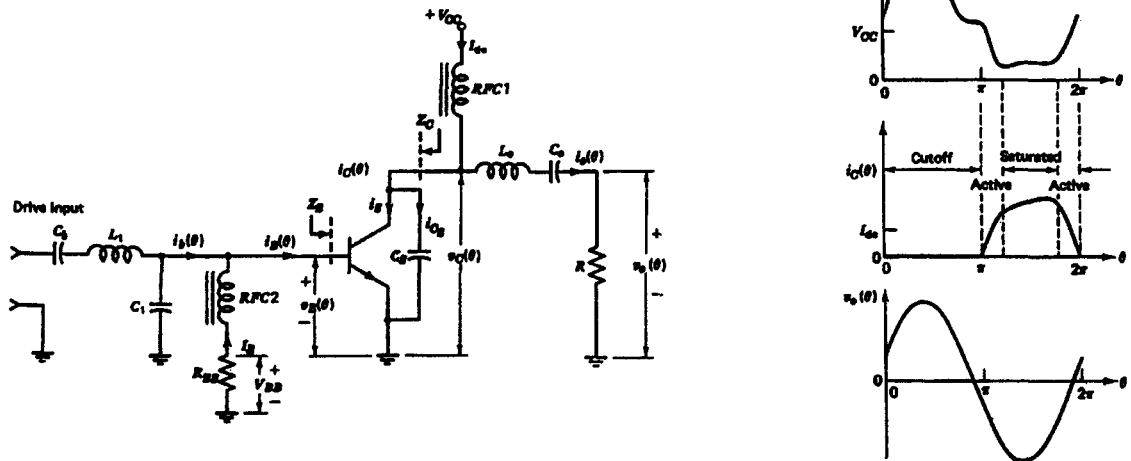 + V_CC
I_dc
RFC1
Z_C
L_o
C_o
i_o(θ)
i_C(θ)
Drive Input
Z_B
i_S
i_C_S
C_b
L_1
i_b(θ)
i_B(θ)
C_S
v_C(θ)
R
+
v_o(θ)
−
C_1
RFC2
+
v_B(θ)
−
I_B
R_BB
+
V_BB
−
V_CC
0
0
π
2π
θ
i_C(θ)
Cutoff
Saturated
Active
Active
I_dc
0
0
π
2π
θ
v_o(θ)
0
0
π
2π
θ